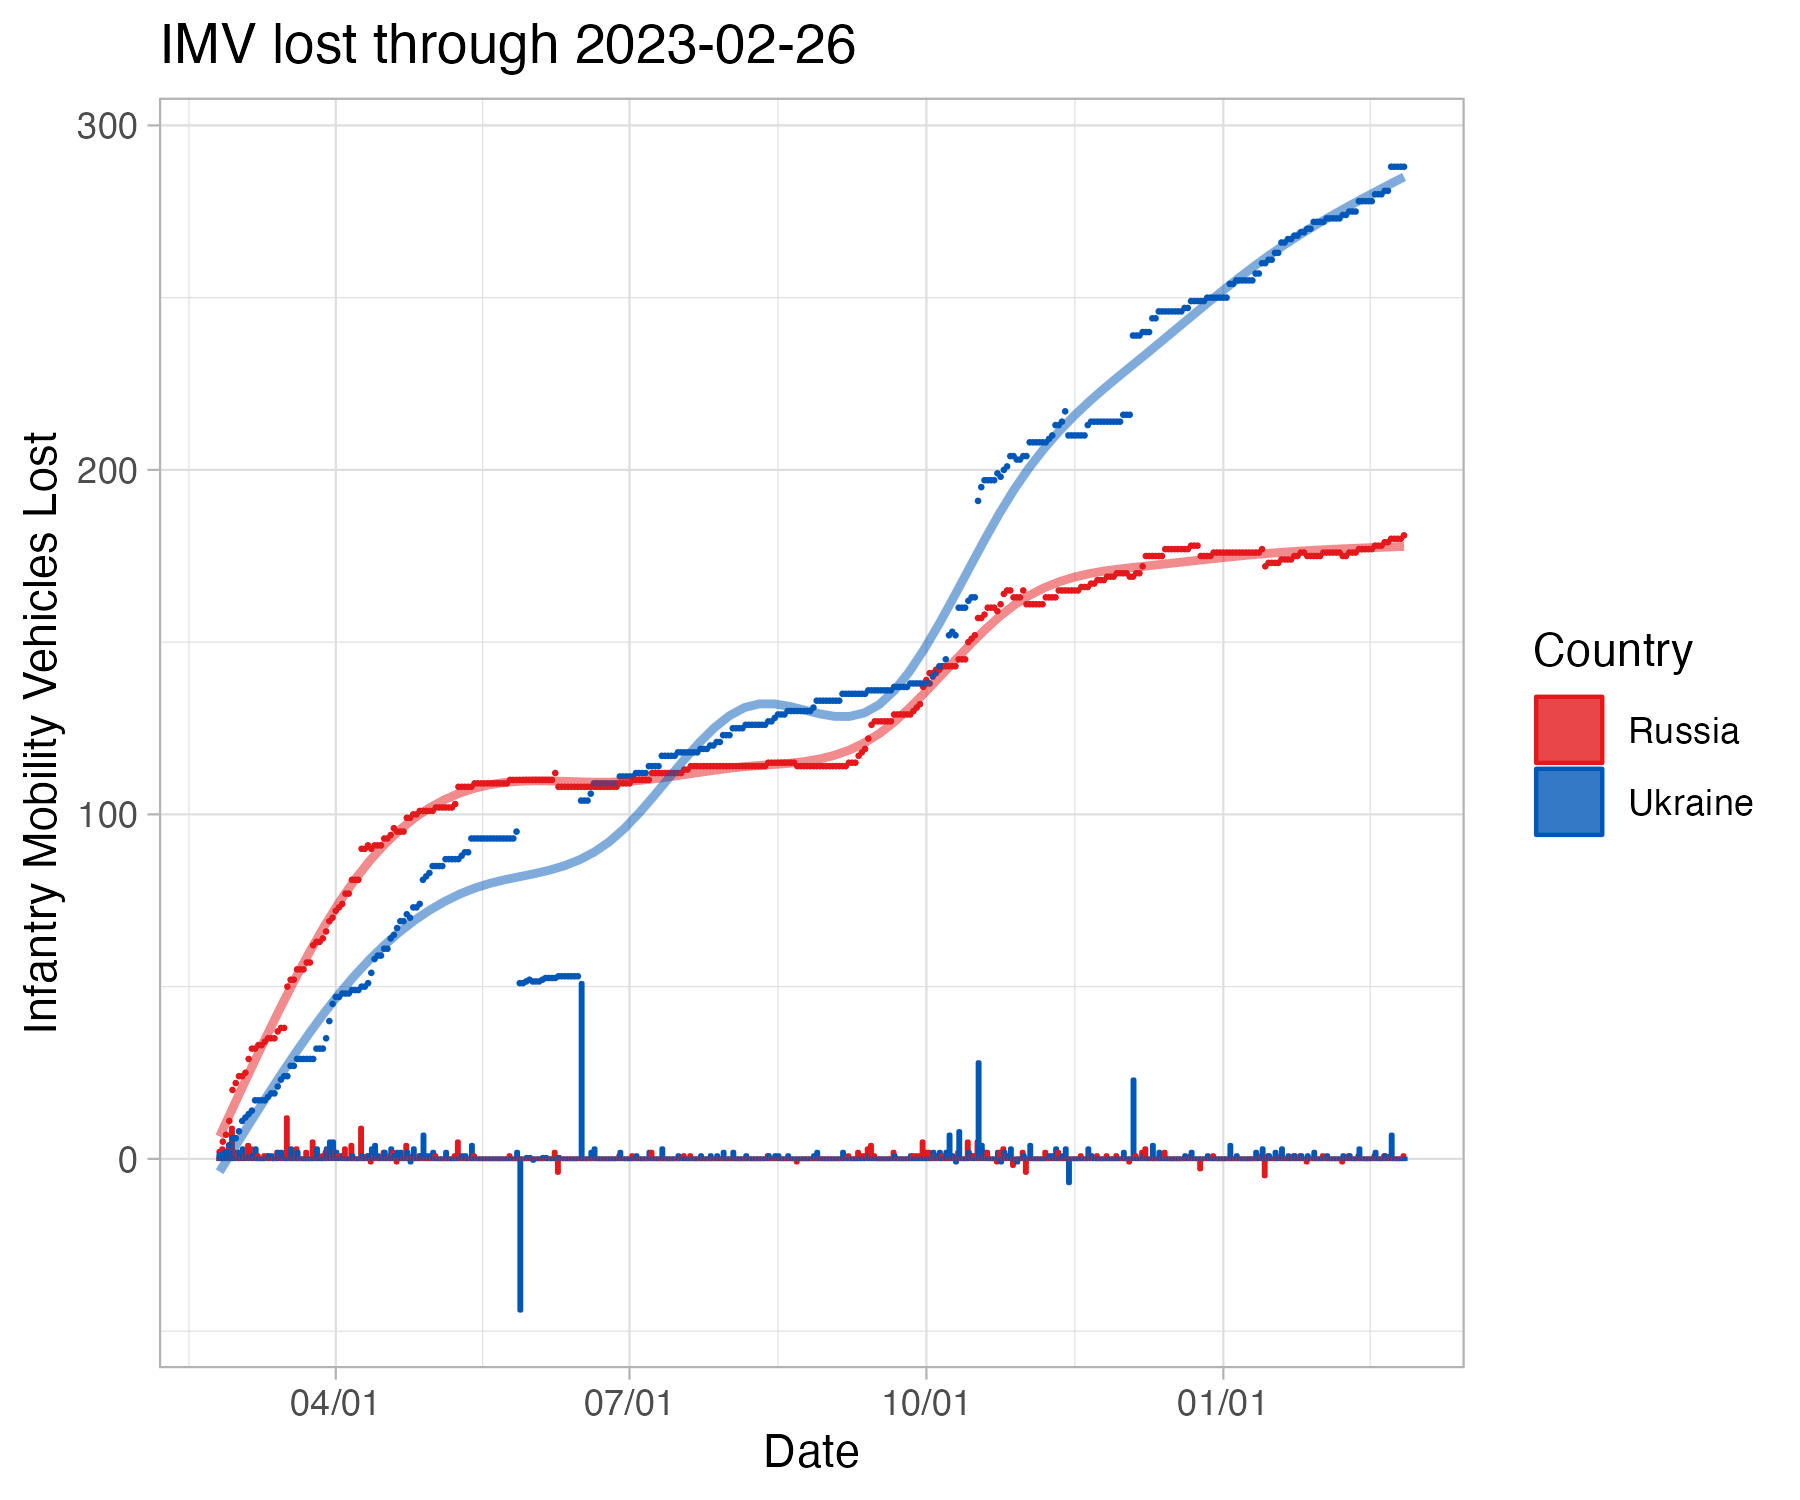 IMV lost through 2023-02-26
Infantry Mobility Vehicles Lost
300
200
100
0
04/01
07/01
10/01
01/01
Date
Country
Russia
Ukraine